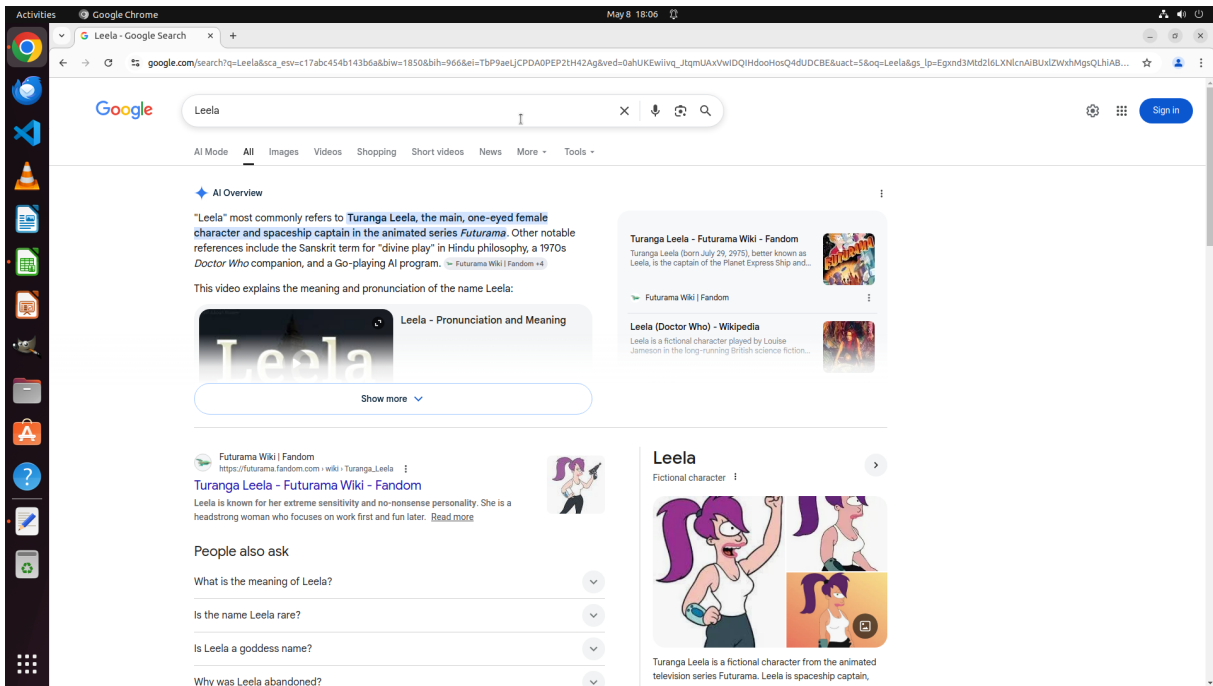 Activities
Google Chrome
May 8 18:06
Leela - Google Search
google.com/search?q=Leela&sca_esv=c17abc454b143b6a&biw=1850&bih=966&ei=TbP9aeLjCPDA0PEP2tH42Ag&ved=0ahUKEwiivq_JtqmUAxVwIDQIHdooHosQ4dUDCBE&uact=5&oq=Leela&gs_lp=Egxnd3Mtd2l6LXNlcnAiBUxlZWxhMgsQLhiAB...
Google
Leela
Sign in
AI Mode All Images Videos Shopping Short videos News More Tools
AI Overview
"Leela" most commonly refers to Turanga Leela, the main, one-eyed female
character and spaceship captain in the animated series Futurama. Other notable
references include the Sanskrit term for "divine play" in Hindu philosophy, a 1970s
Doctor Who companion, and a Go-playing AI program. Futurama Wiki | Fandom +4
This video explains the meaning and pronunciation of the name Leela:
Leela
Leela - Pronunciation and Meaning
Show more
Turanga Leela - Futurama Wiki - Fandom
Turanga Leela (born July 29, 2975), better known as
Leela, is the captain of the Planet Express Ship and...
FUTURAMA
Futurama Wiki | Fandom
Leela (Doctor Who) - Wikipedia
Leela is a fictional character played by Louise
Jameson in the long-running British science fiction...
Futurama Wiki | Fandom
https://futurama.fandom.com › wiki › Turanga_Leela
Turanga Leela - Futurama Wiki - Fandom
Leela is known for her extreme sensitivity and no-nonsense personality. She is a
headstrong woman who focuses on work first and fun later. Read more
People also ask
What is the meaning of Leela?
Is the name Leela rare?
Is Leela a goddess name?
Why was Leela abandoned?
Leela
Fictional character
Turanga Leela is a fictional character from the animated
television series Futurama. Leela is spaceship captain,